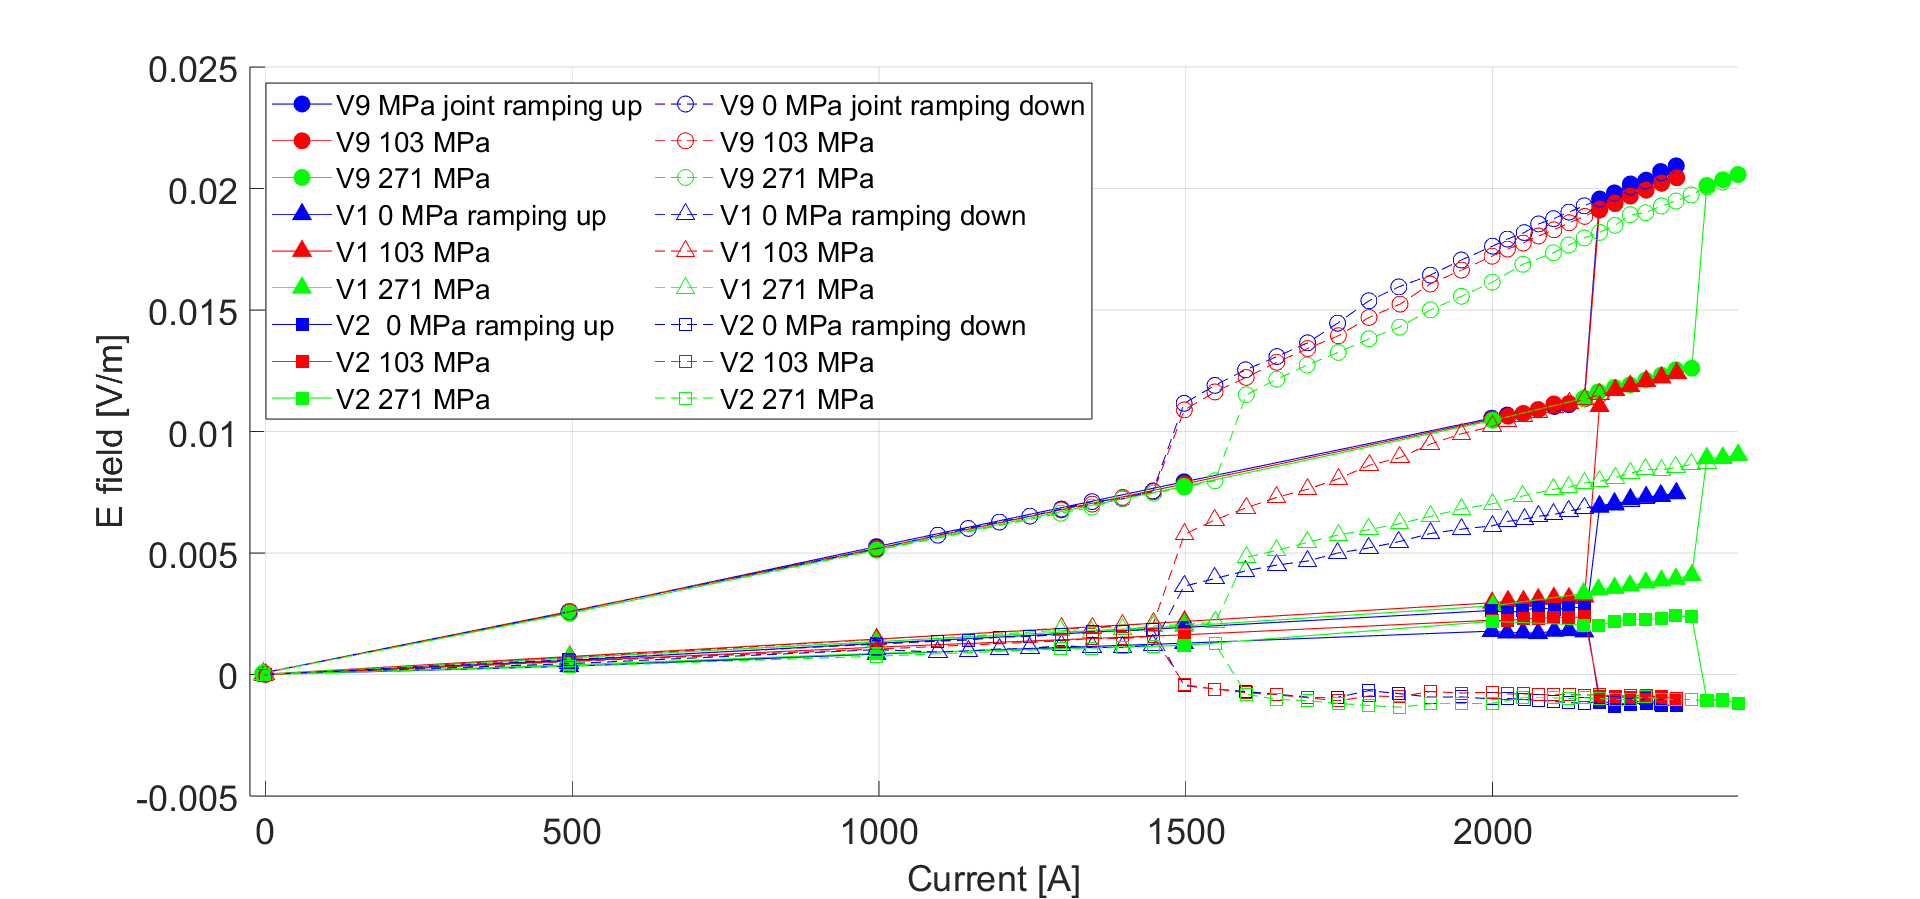 0.025
0.02
0.015
0.01
0.005
0
-0.005
E field [V/m]
V9 MPa joint ramping up
V9 103 MPa
V9 271 MPa
V1 0 MPa ramping up
V1 103 MPa
V1 271 MPa
V2  0 MPa ramping up
V2 103 MPa
V2 271 MPa
V9 0 MPa joint ramping down
V9 103 MPa
V9 271 MPa
V1 0 MPa ramping down
V1 103 MPa
V1 271 MPa
V2 0 MPa ramping down
V2 103 MPa
V2 271 MPa
0 500 1000 1500 2000
Current [A]